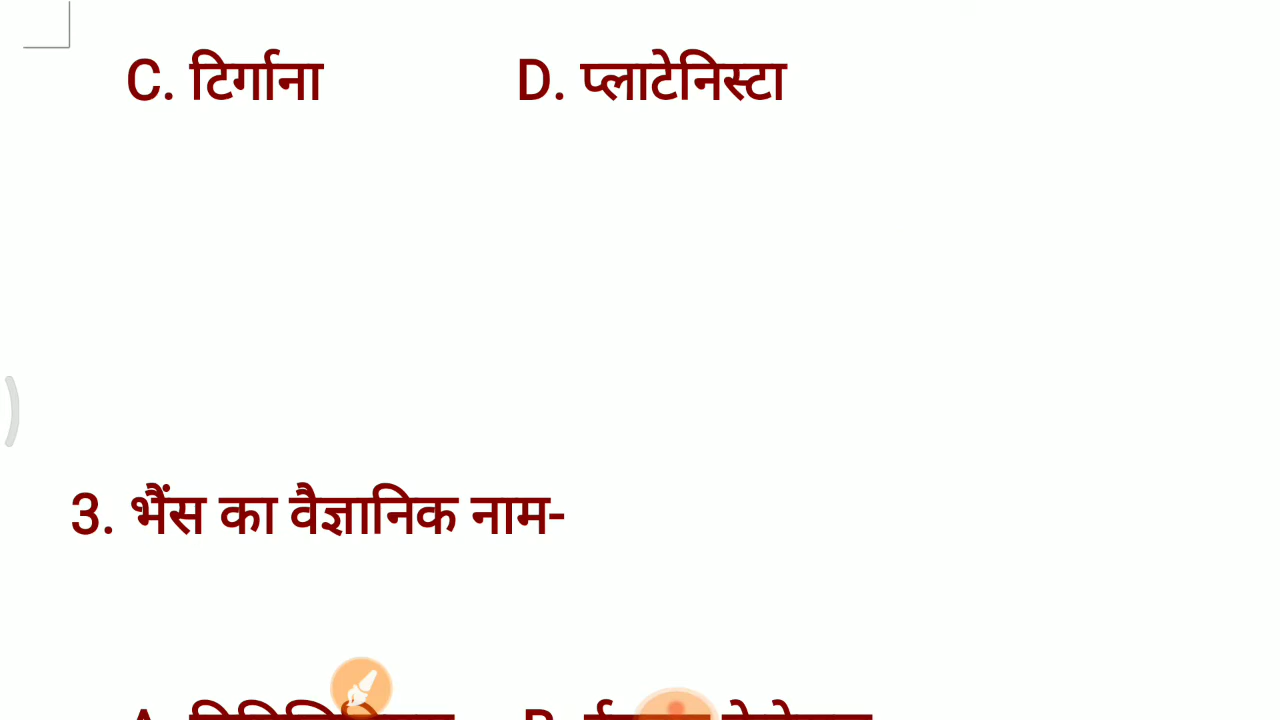 C. टिर्गाना D. प्लाटेनिस्टा
3. भैंस का वैज्ञानिक नाम-